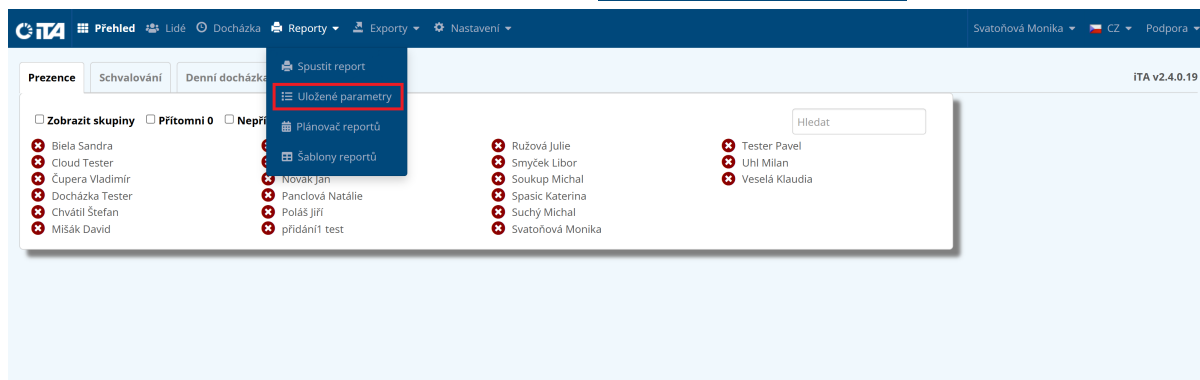 iTA Přehled Lidé Docházka Reporty Exporty Nastavení Svatoňová Monika CZ Podpora
Spustit report
Uložené parametry
Plánovač reportů
Šablony reportů
Prezence Schvalování Denní docházka iTA v2.4.0.19
Zobrazit skupiny Přítomni 0 Hledat
Biela Sandra
Cloud Tester
Čupera Vladimír
Docházka Tester
Chvátil Štefan
Mišák David
Novák Jan
Panclová Natálie
Poláš Jiří
přidání1 test
Ružová Julie
Smyček Libor
Soukup Michal
Spasic Katerina
Suchý Michal
Svatoňová Monika
Tester Pavel
Uhl Milan
Veselá Klaudia